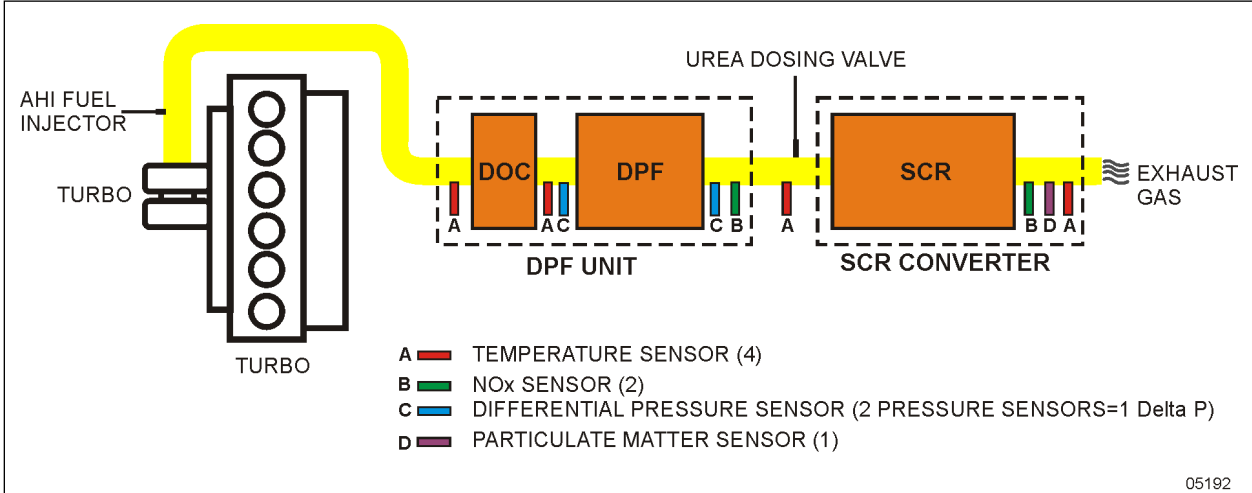 UREA DOSING VALVE
AHI FUEL
INJECTOR
TURBO
DOC
DPF
SCR
EXHAUST
GAS
A
A
C
C
B
A
B
D
A
DPF UNIT
SCR CONVERTER
TURBO
A TEMPERATURE SENSOR (4)
B NOx SENSOR (2)
C DIFFERENTIAL PRESSURE SENSOR (2 PRESSURE SENSORS=1 Delta P)
D PARTICULATE MATTER SENSOR (1)
05192